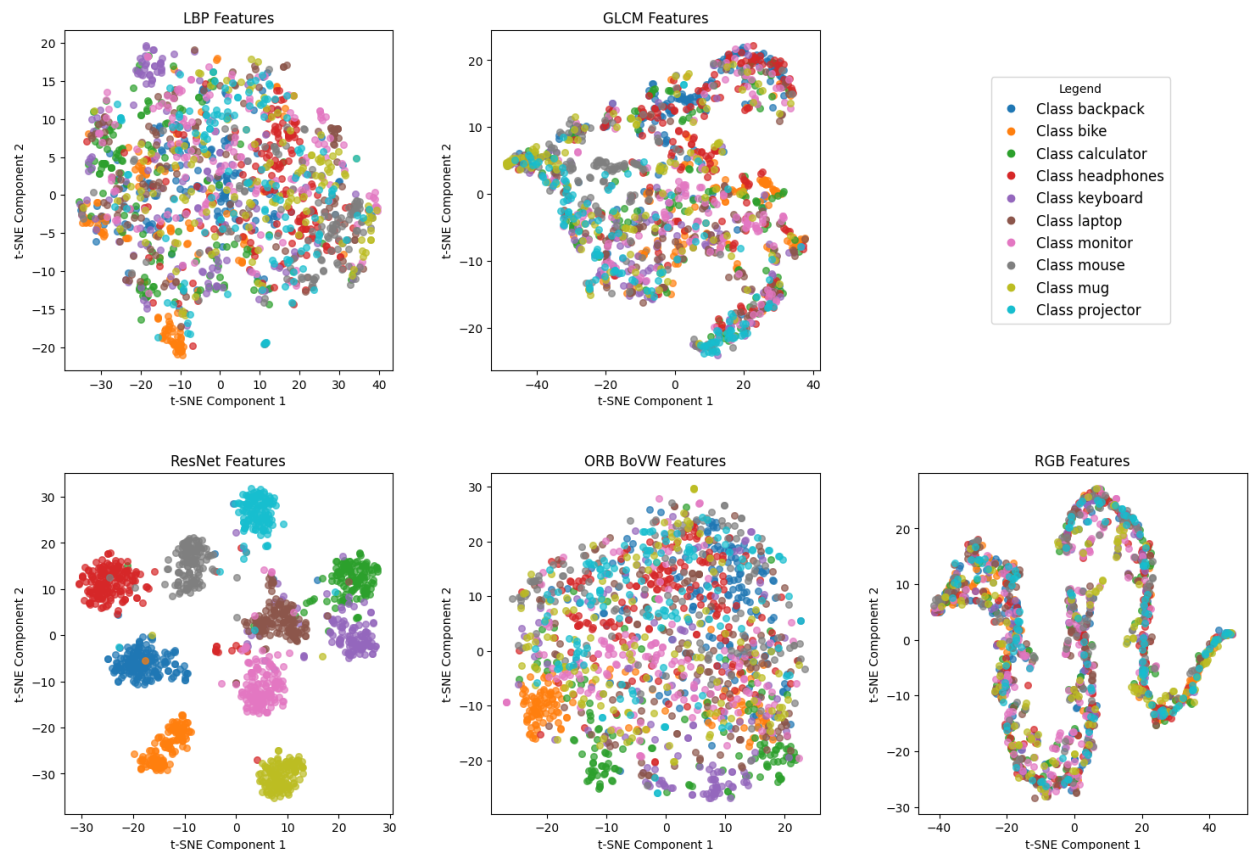 LBP Features
20
15
10
5
0
−5
−10
−15
−20
t-SNE Component 2
−30 −20 −10 0 10 20 30 40
t-SNE Component 1
GLCM Features
20
10
0
−10
−20
t-SNE Component 2
−40 −20 0 20 40
t-SNE Component 1
Legend
Class backpack
Class bike
Class calculator
Class headphones
Class keyboard
Class laptop
Class monitor
Class mouse
Class mug
Class projector
ResNet Features
30
20
10
0
−10
−20
−30
t-SNE Component 2
−30 −20 −10 0 10 20 30
t-SNE Component 1
ORB BoVW Features
30
20
10
0
−10
−20
t-SNE Component 2
−20 −10 0 10 20
t-SNE Component 1
RGB Features
20
10
0
−10
−20
−30
t-SNE Component 2
−40 −20 0 20 40
t-SNE Component 1